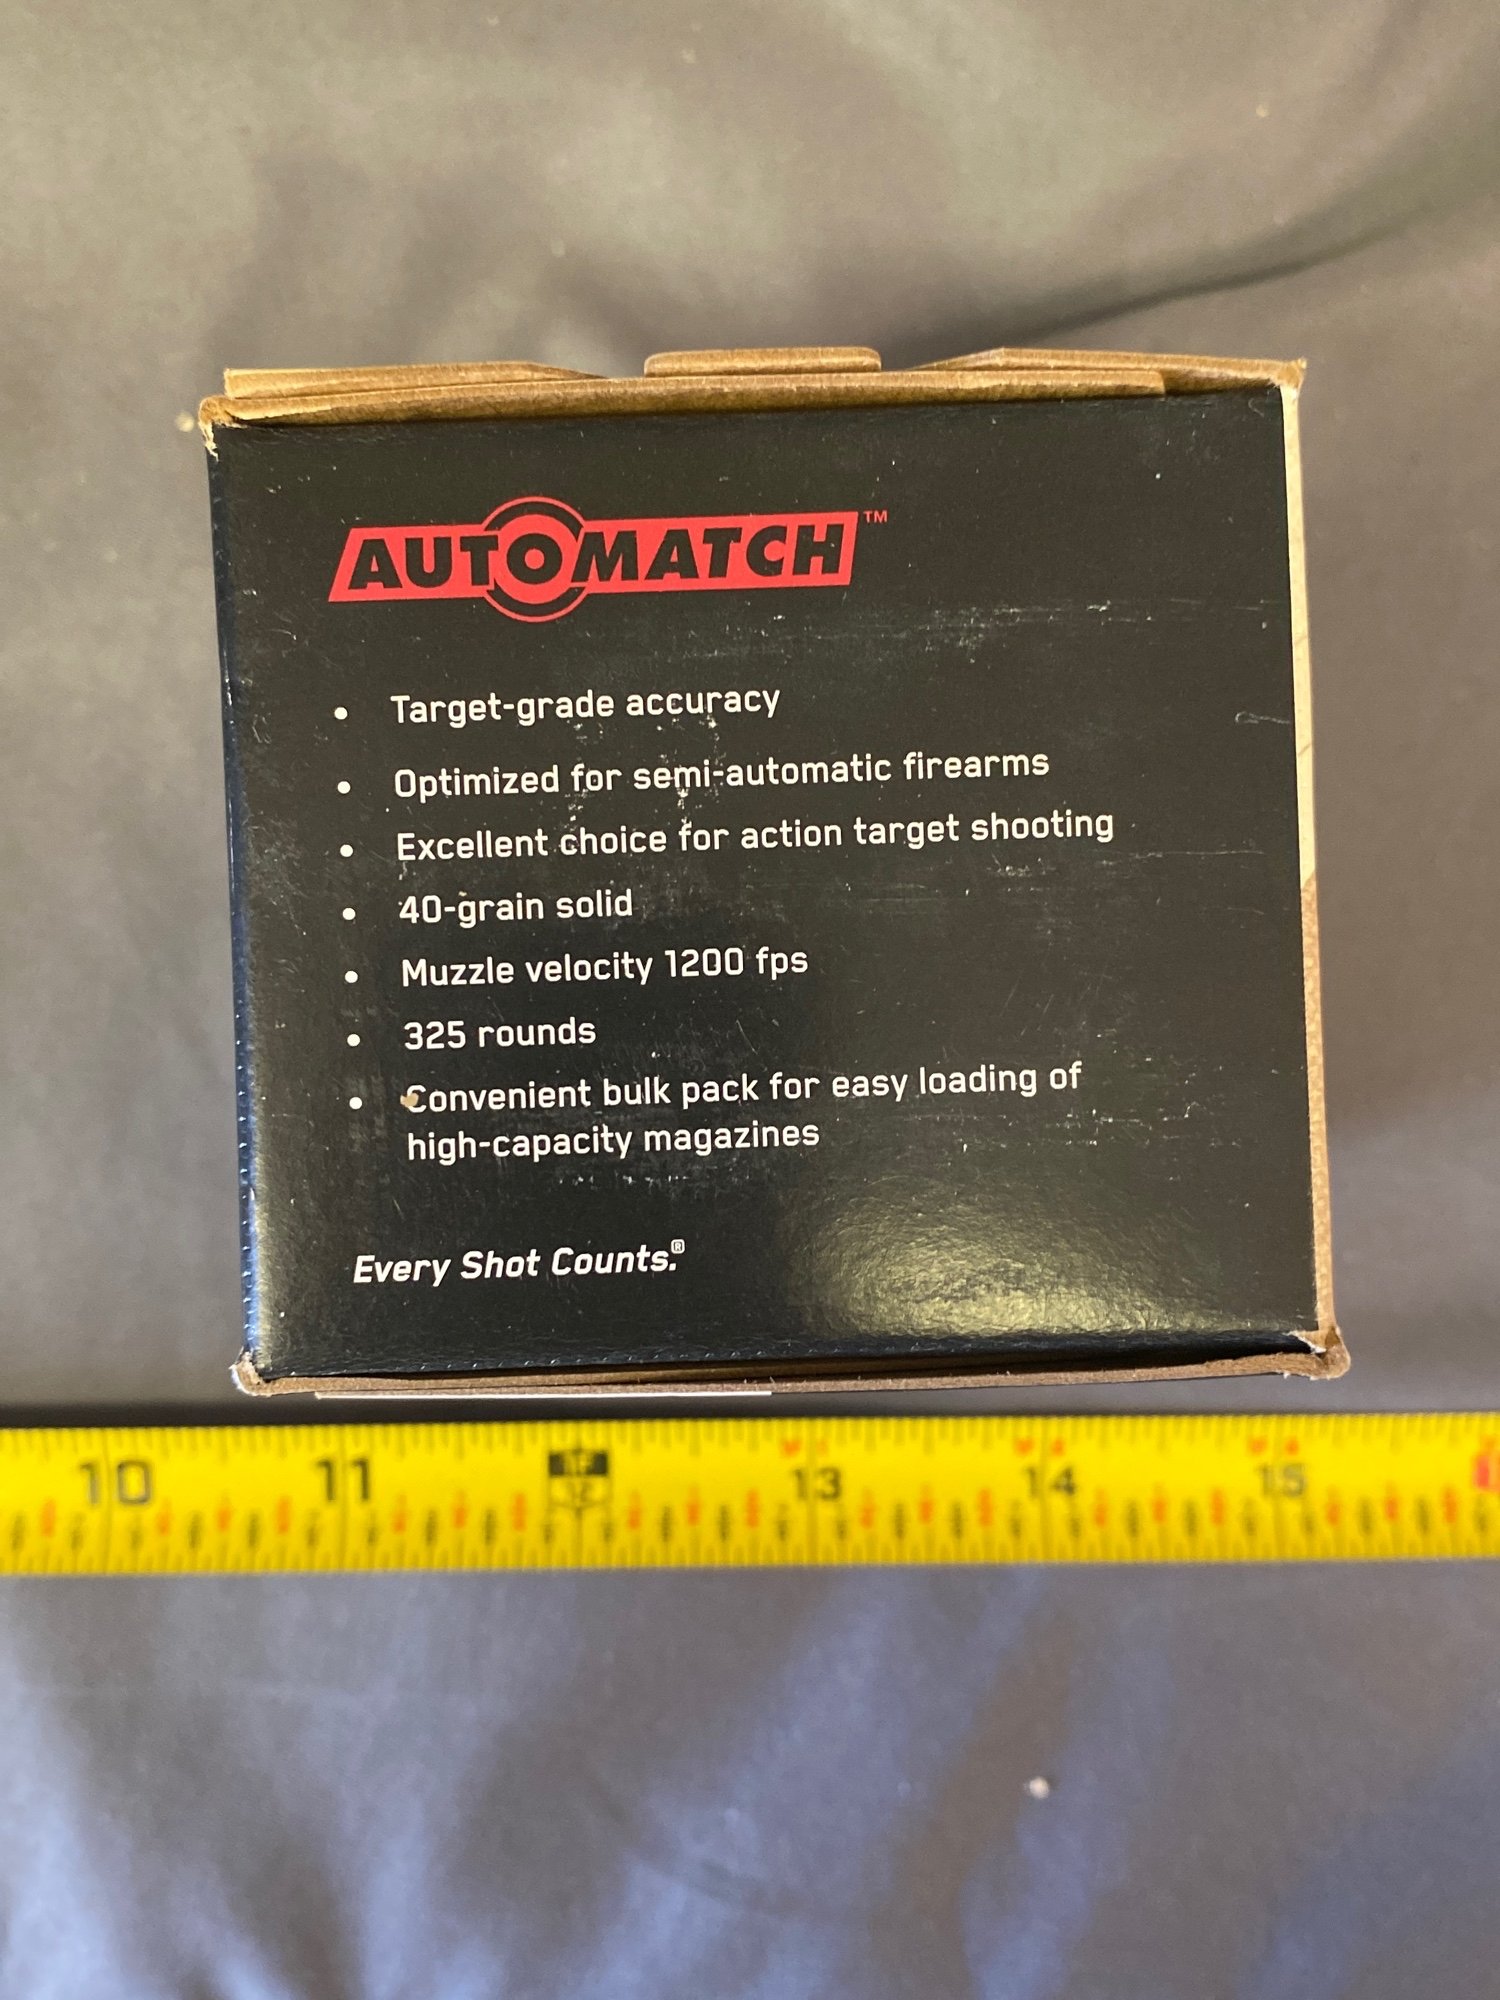 AUTOMATCH™
• Target-grade accuracy
• Optimized for semi-automatic firearms
• Excellent choice for action target shooting
• 40-grain solid
• Muzzle velocity 1200 fps
• 325 rounds
• Convenient bulk pack for easy loading of
high-capacity magazines
Every Shot Counts.®
10 11 13 14 15